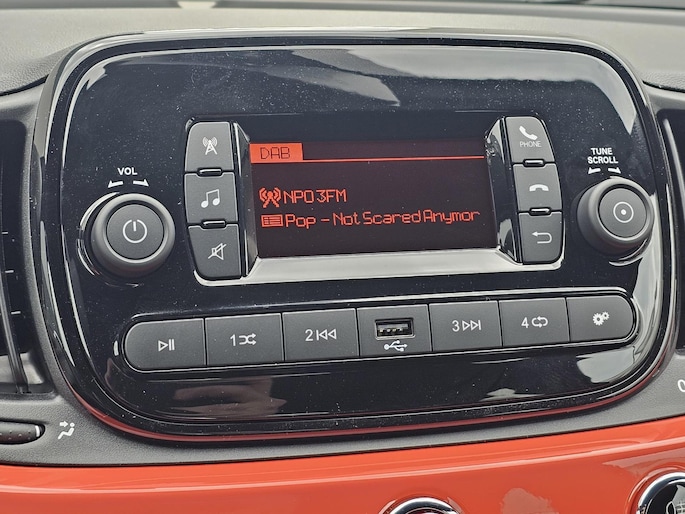 VOL
DAB
NPO 3FM
Pop - Not Scared Anymor
PHONE
TUNE
SCROLL
1
2
3
4